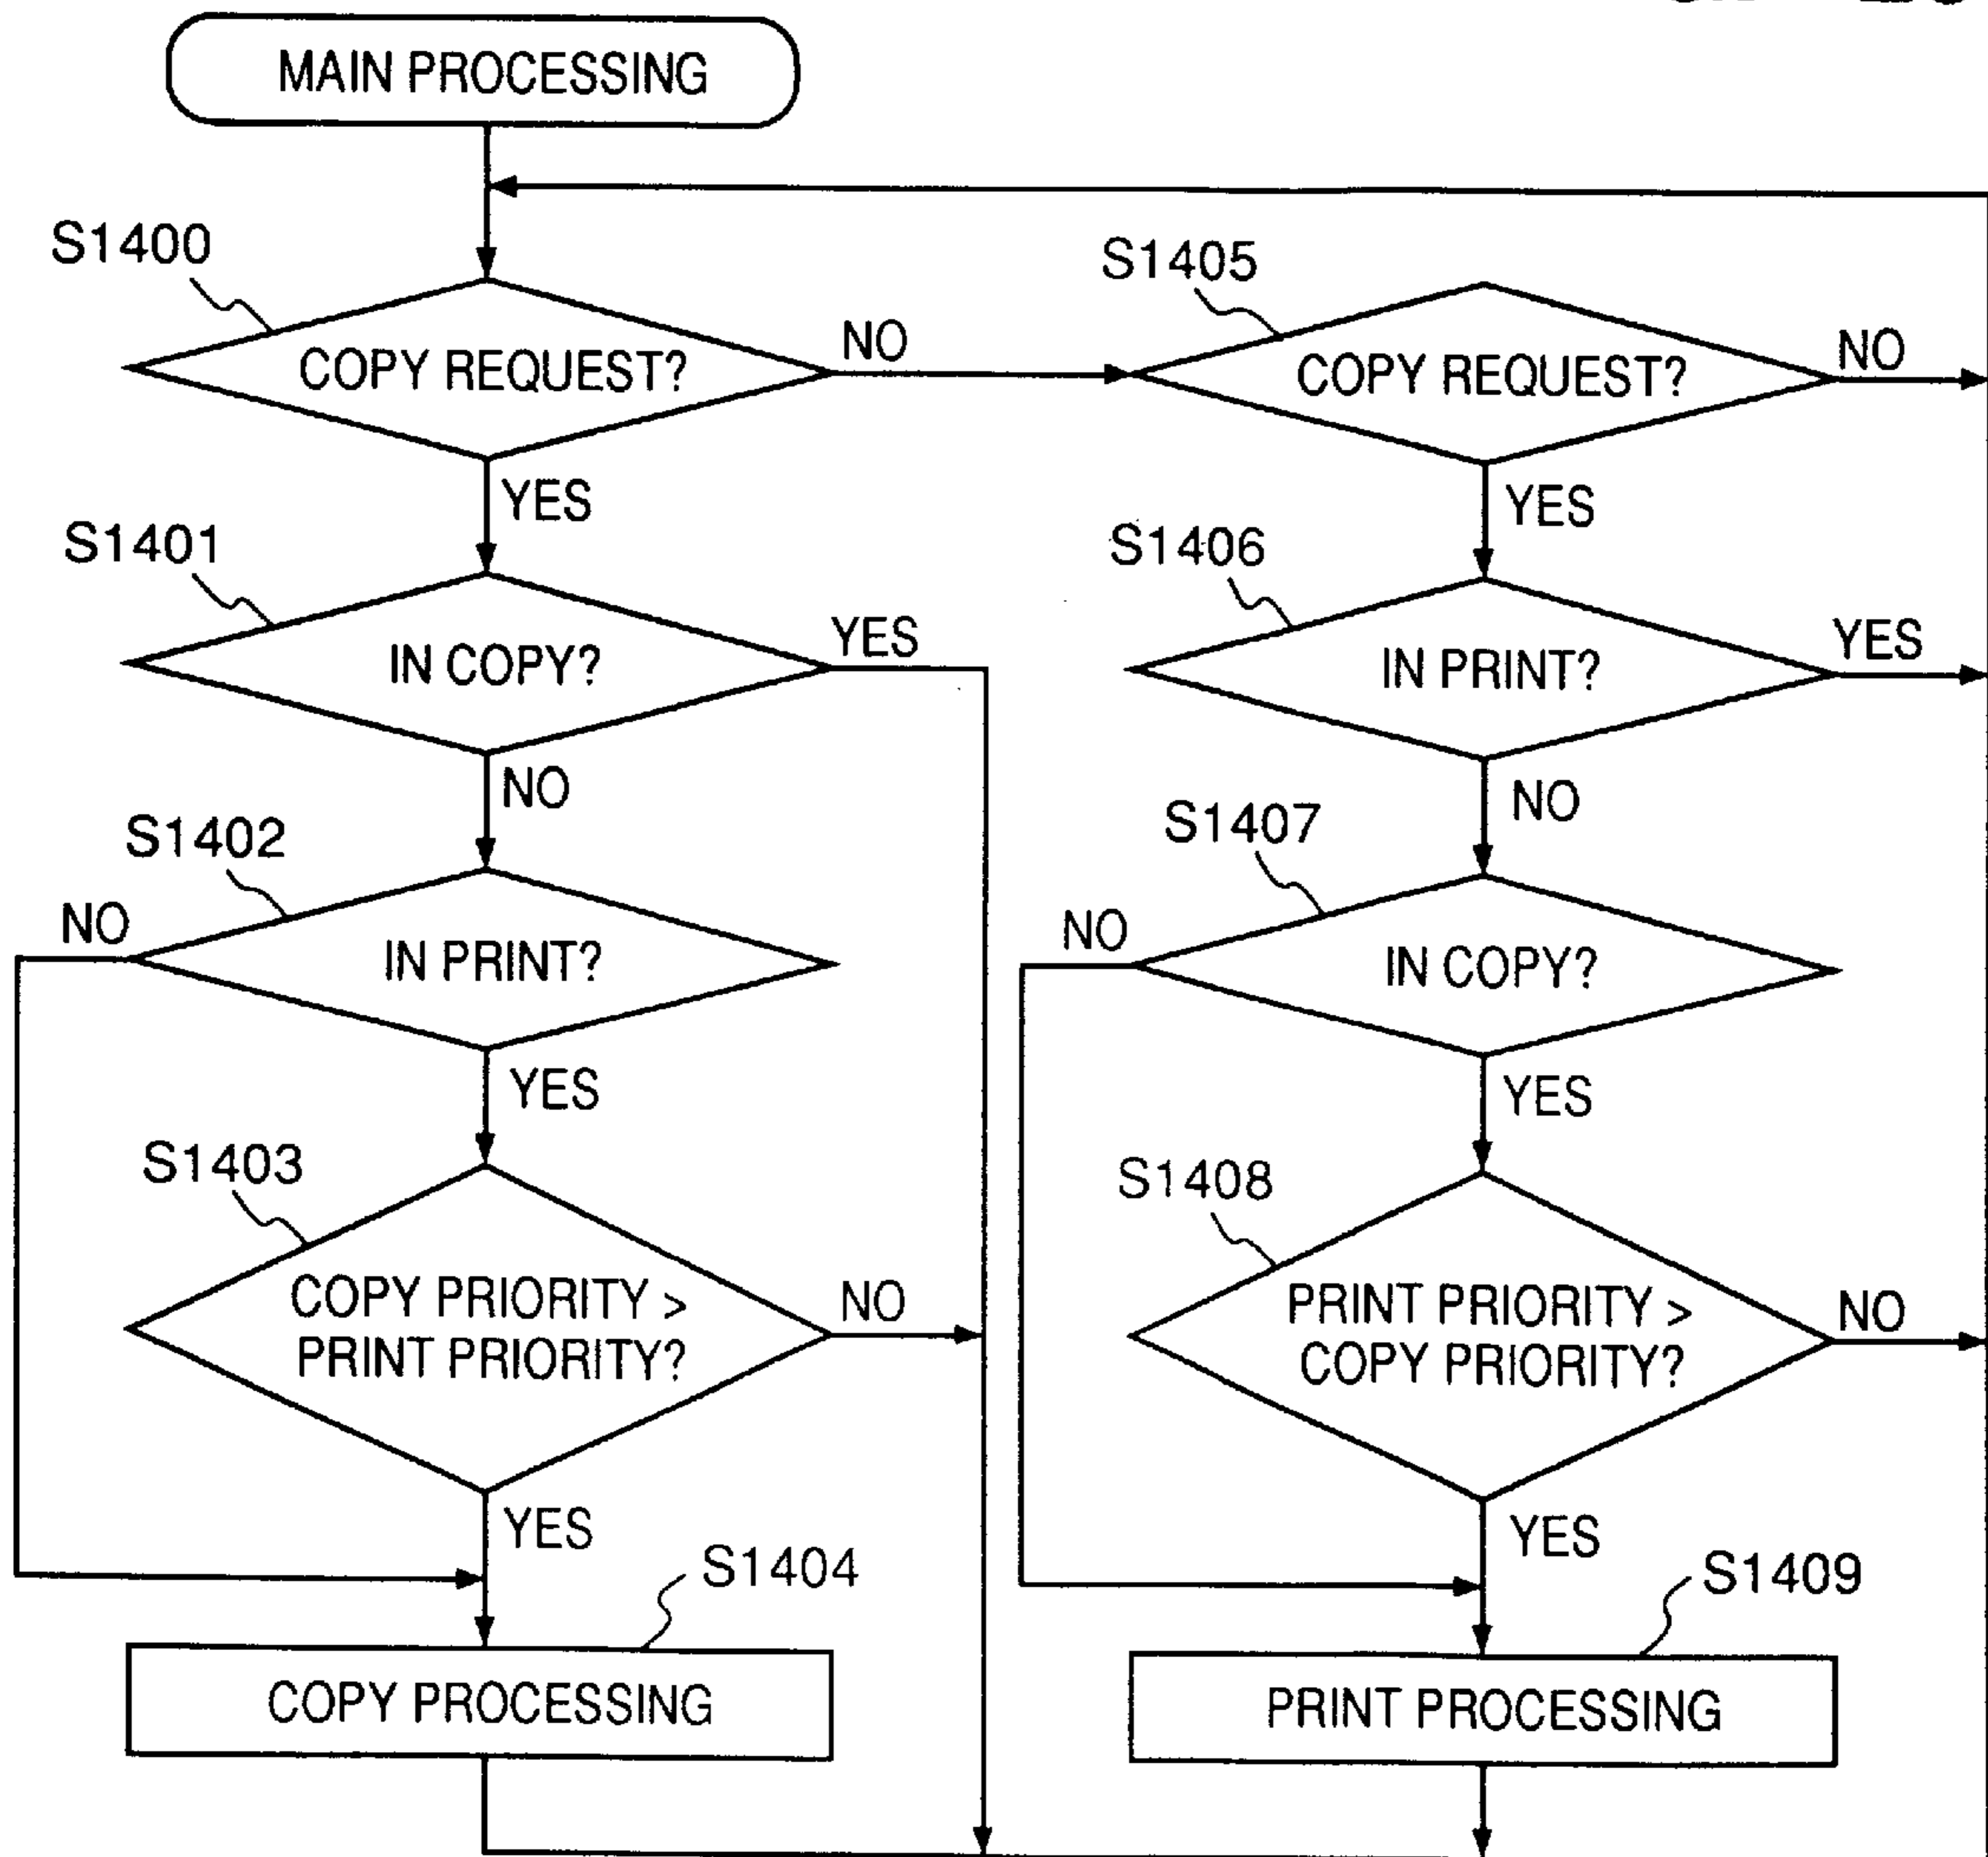 MAIN PROCESSING
S1400
COPY REQUEST?
NO
YES
S1401
IN COPY?
YES
NO
S1402
NO
IN PRINT?
YES
S1403
COPY PRIORITY >
PRINT PRIORITY?
NO
YES
S1404
COPY PROCESSING
S1405
COPY REQUEST?
NO
YES
S1406
IN PRINT?
YES
NO
S1407
NO
IN COPY?
YES
S1408
PRINT PRIORITY >
COPY PRIORITY?
NO
YES
S1409
PRINT PROCESSING